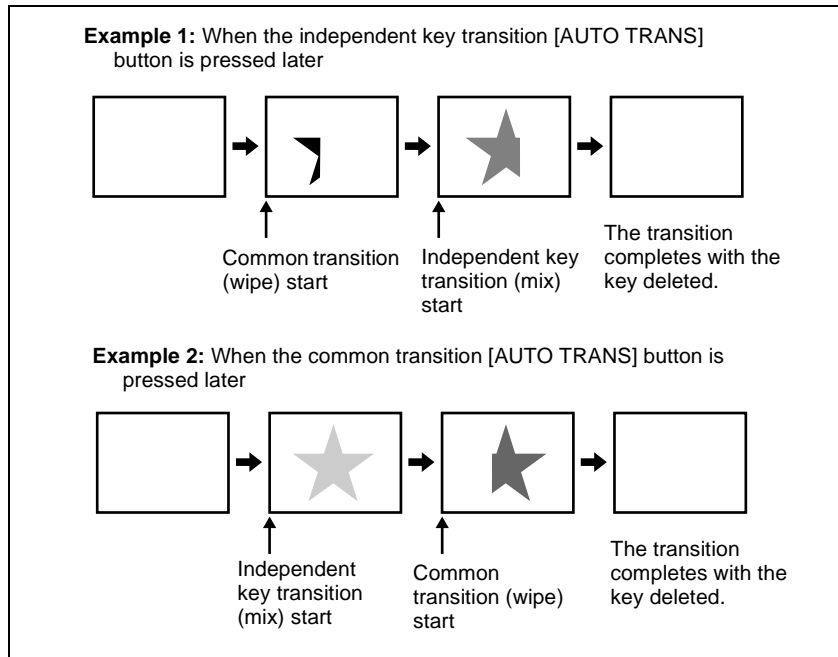 Example 1: When the independent key transition [AUTO TRANS]
button is pressed later
Common transition
(wipe) start
Independent key
transition (mix)
start
The transition
completes with the
key deleted.
Example 2: When the common transition [AUTO TRANS] button is
pressed later
Independent
key transition
(mix) start
Common
transition (wipe)
start
The transition
completes with the
key deleted.